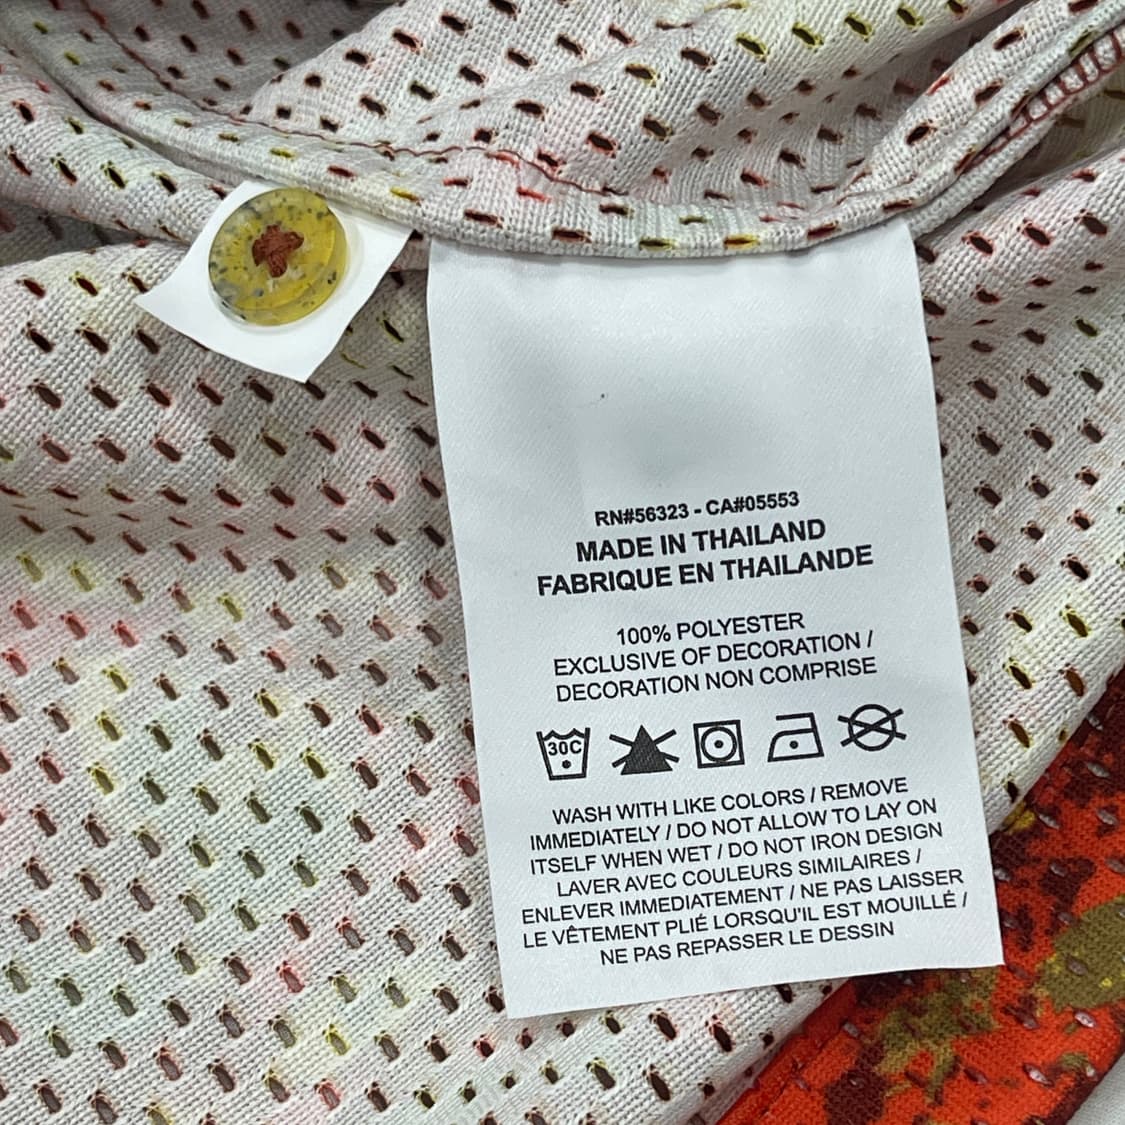 RN#56323 - CA#05553
MADE IN THAILAND
FABRIQUE EN THAILANDE
100% POLYESTER
EXCLUSIVE OF DECORATION /
DECORATION NON COMPRISE
30C
WASH WITH LIKE COLORS / REMOVE
IMMEDIATELY / DO NOT ALLOW TO LAY ON
ITSELF WHEN WET / DO NOT IRON DESIGN
LAVER AVEC COULEURS SIMILAIRES /
ENLEVER IMMEDIATEMENT / NE PAS LAISSER
LE VÊTEMENT PLIÉ LORSQU'IL EST MOUILLÉ /
NE PAS REPASSER LE DESSIN